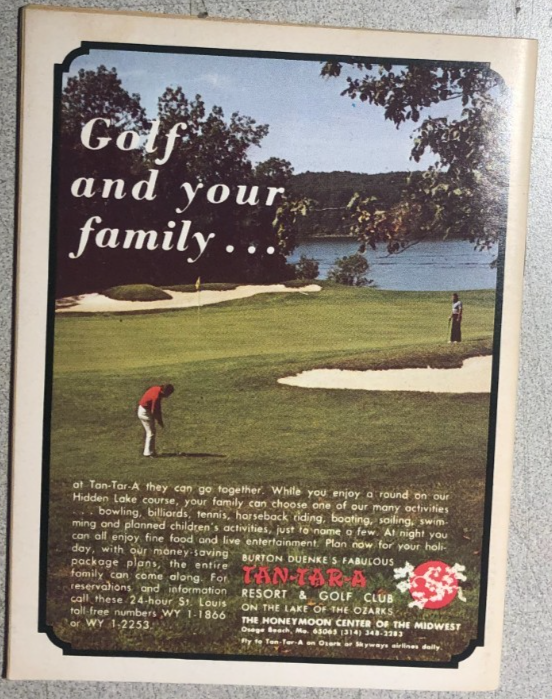 Golf
and your
family...
at Tan-Tar-A they can go together. While you enjoy a round on our
Hidden Lake course, your family can choose one of our many activities
. . . bowling, billiards, tennis, horseback riding, boating, sailing, swim-
ming and planned children's activities, just to name a few. At night you
can all enjoy fine food and live entertainment. Plan now for your holi-
day, with our money-saving
package plans, the entire
family can come along. For
reservations and information
call these 24-hour St. Louis
toll-free numbers WY 1-1866
or WY 1-2253.
BURTON DUENKE'S FABULOUS
TAN-TAR-A
RESORT & GOLF CLUB
ON THE LAKE OF THE OZARKS
THE HONEYMOON CENTER OF THE MIDWEST
Osage Beach, Mo. 65065 (314) 348-2283
Fly to Tan-Tar-A on Ozark or Skyways airlines daily.